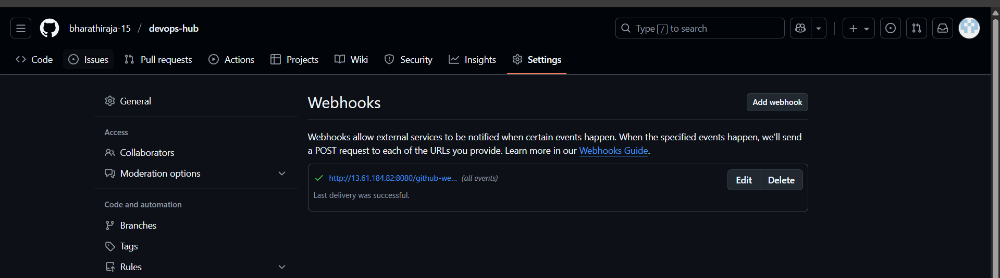 bharathiraja-15 / devops-hub
Type / to search
Code Issues Pull requests Actions Projects Wiki Security Insights Settings
General
Access
Collaborators
Moderation options
Code and automation
Branches
Tags
Rules
Webhooks
Add webhook
Webhooks allow external services to be notified when certain events happen. When the specified events happen, we'll send
a POST request to each of the URLs you provide. Learn more in our Webhooks Guide.
http://13.61.184.82:8080/github-we... (all events)
Edit Delete
Last delivery was successful.